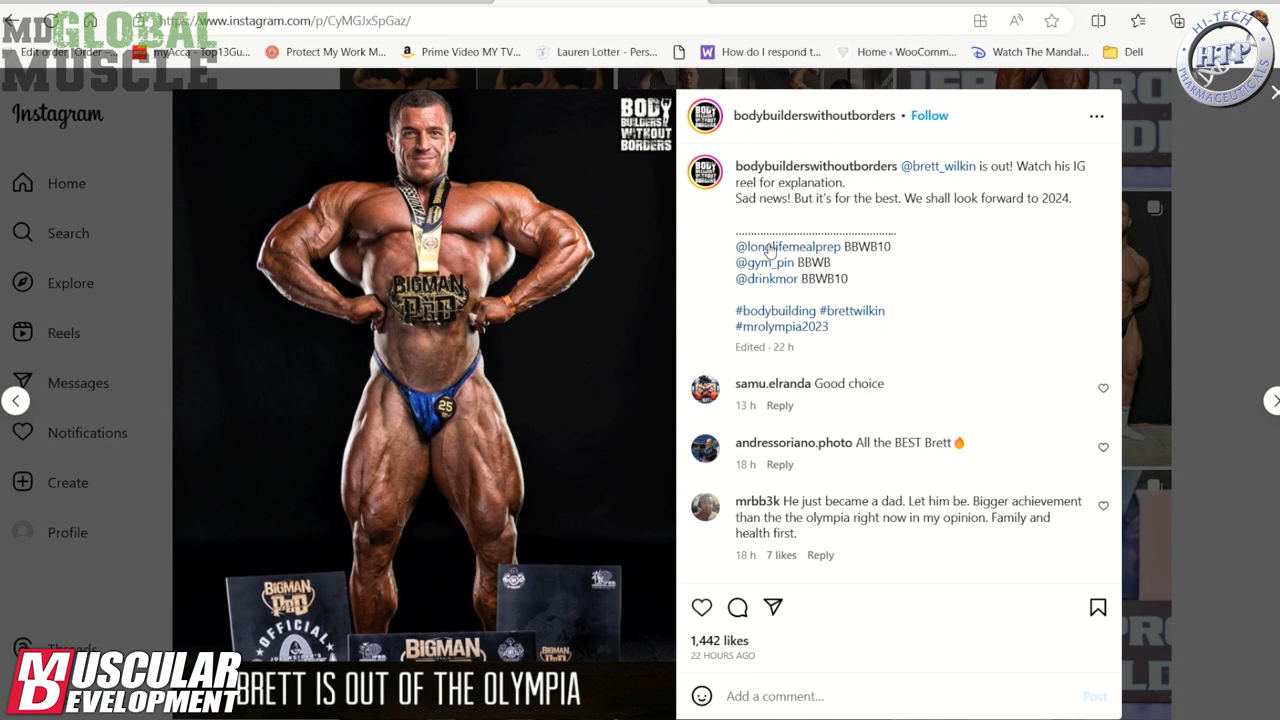 https://www.instagram.com/p/CyMGJxSpGaz/
MD GLOBAL
MUSCLE
HI-TECH
HTP
PHARMACEUTICALS
Edit order "Order –...
myAcca - Top13Gu...
Protect My Work M...
Prime Video MY TV...
Lauren Lotter - Pers...
How do I respond t...
Home ‹ WooComm...
Watch The Mandal...
Dell
Instagram
Home
Search
Explore
Reels
Messages
Notifications
Create
Profile
Threads
BODY
BUILDERS
WITHOUT
BORDERS
BIGMAN
PRO
25
BIGMAN
PRO
OFFICIAL
BIGMAN
BIGMAN
BRETT IS OUT OF THE OLYMPIA
MUSCULAR
DEVELOPMENT
bodybuilderswithoutborders • Follow
bodybuilderswithoutborders @brett_wilkin is out! Watch his IG
reel for explanation.
Sad news! But it's for the best. We shall look forward to 2024.
@longlifemealprep BBWB10
@gym_pin BBWB
@drinkmor BBWB10
#bodybuilding #brettwilkin
#mrolympia2023
Edited · 22 h
samu.elranda Good choice
13 h Reply
andressoriano.photo All the BEST Brett🔥
18 h Reply
mrbb3k He just became a dad. Let him be. Bigger achievement
than the the olympia right now in my opinion. Family and
health first.
18 h 7 likes Reply
1,442 likes
22 HOURS AGO
Add a comment...
Post